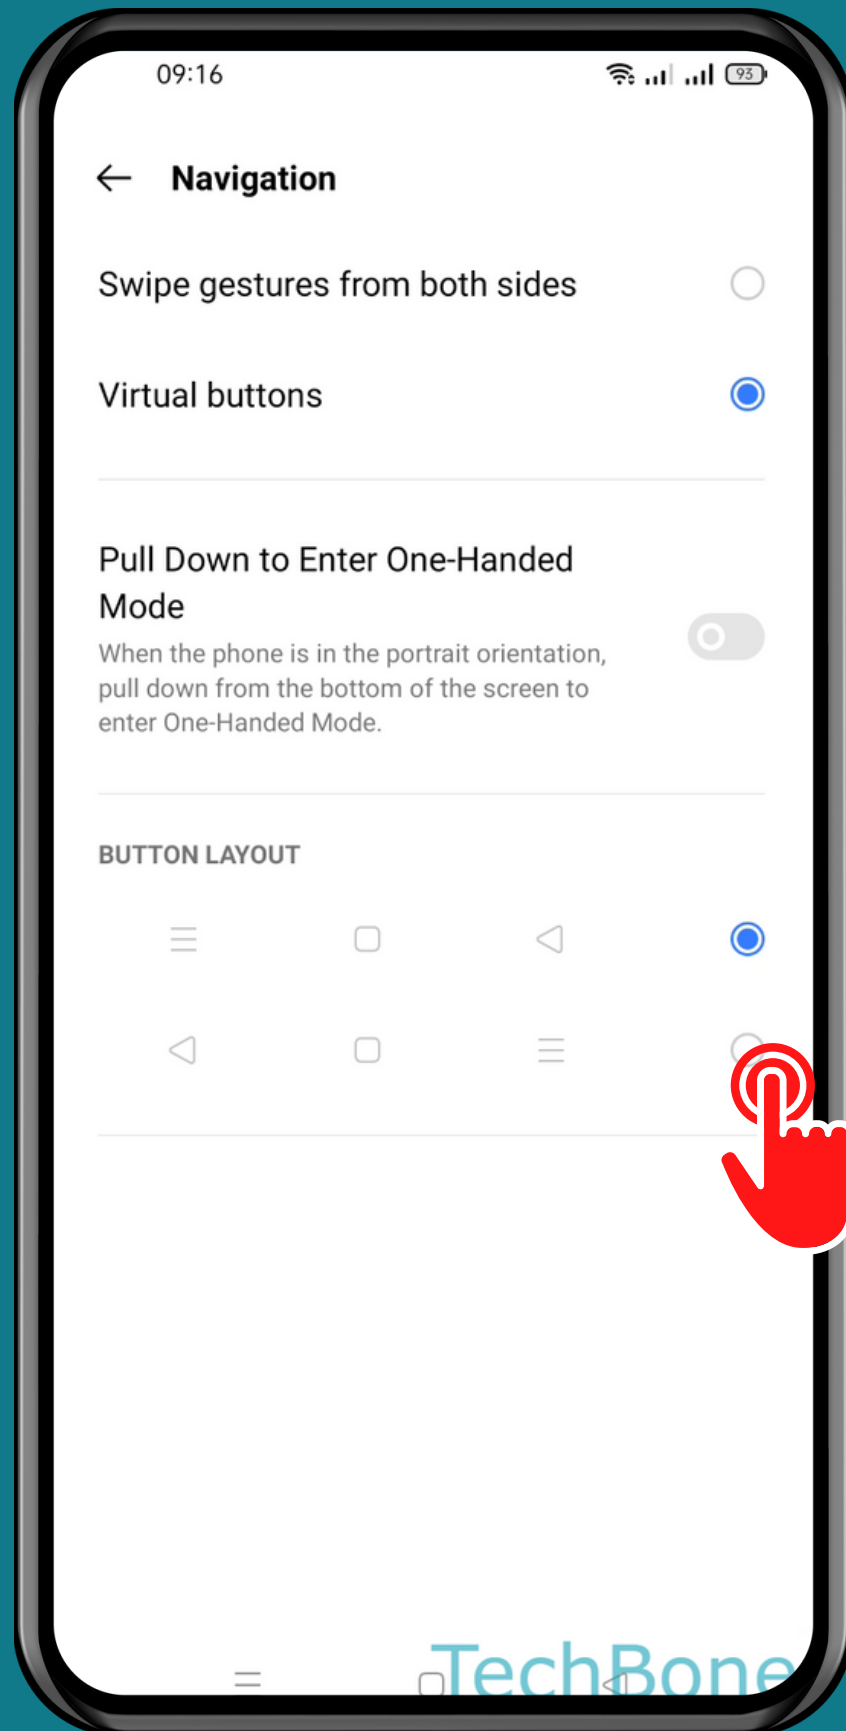 09:16
93
Navigation
Swipe gestures from both sides
Virtual buttons
Pull Down to Enter One-Handed
Mode
When the phone is in the portrait orientation,
pull down from the bottom of the screen to
enter One-Handed Mode.
BUTTON LAYOUT
TechBone